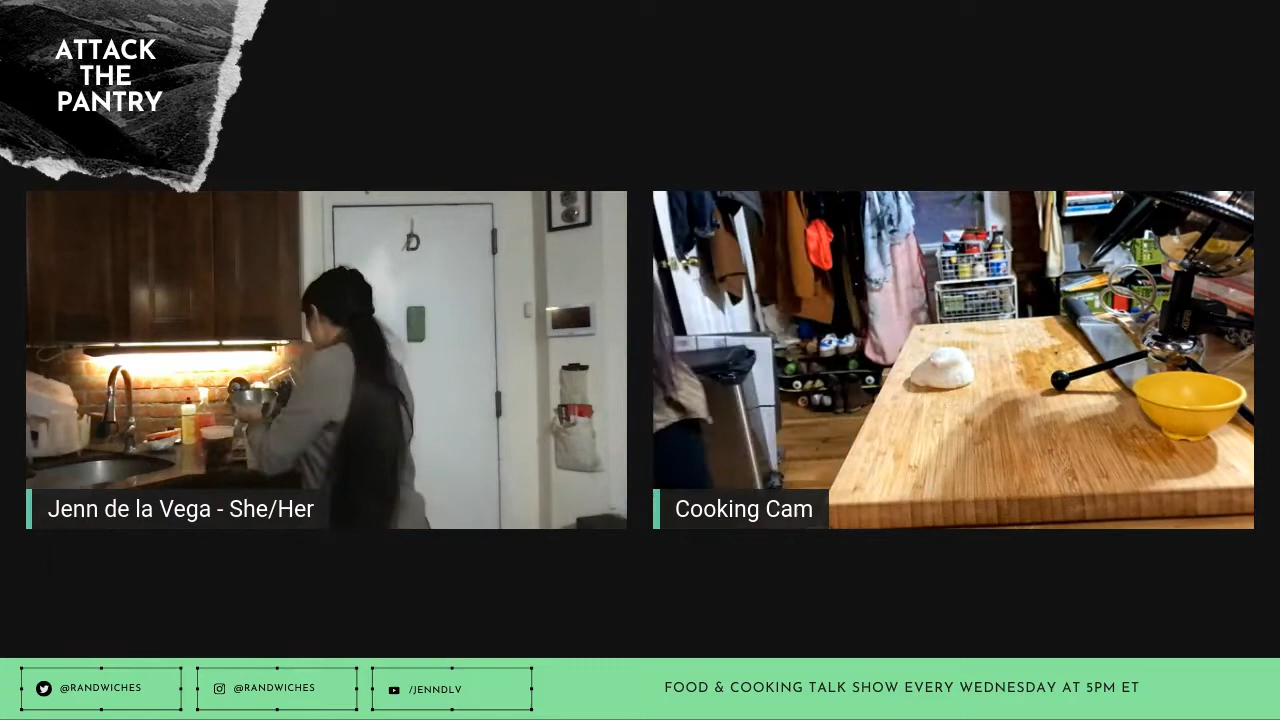 ATTACK
THE
PANTRY
D
Jenn de la Vega - She/Her
Cooking Cam
@RANDWICHES
@RANDWICHES
/JENNDLV
FOOD & COOKING TALK SHOW EVERY WEDNESDAY AT 5PM ET